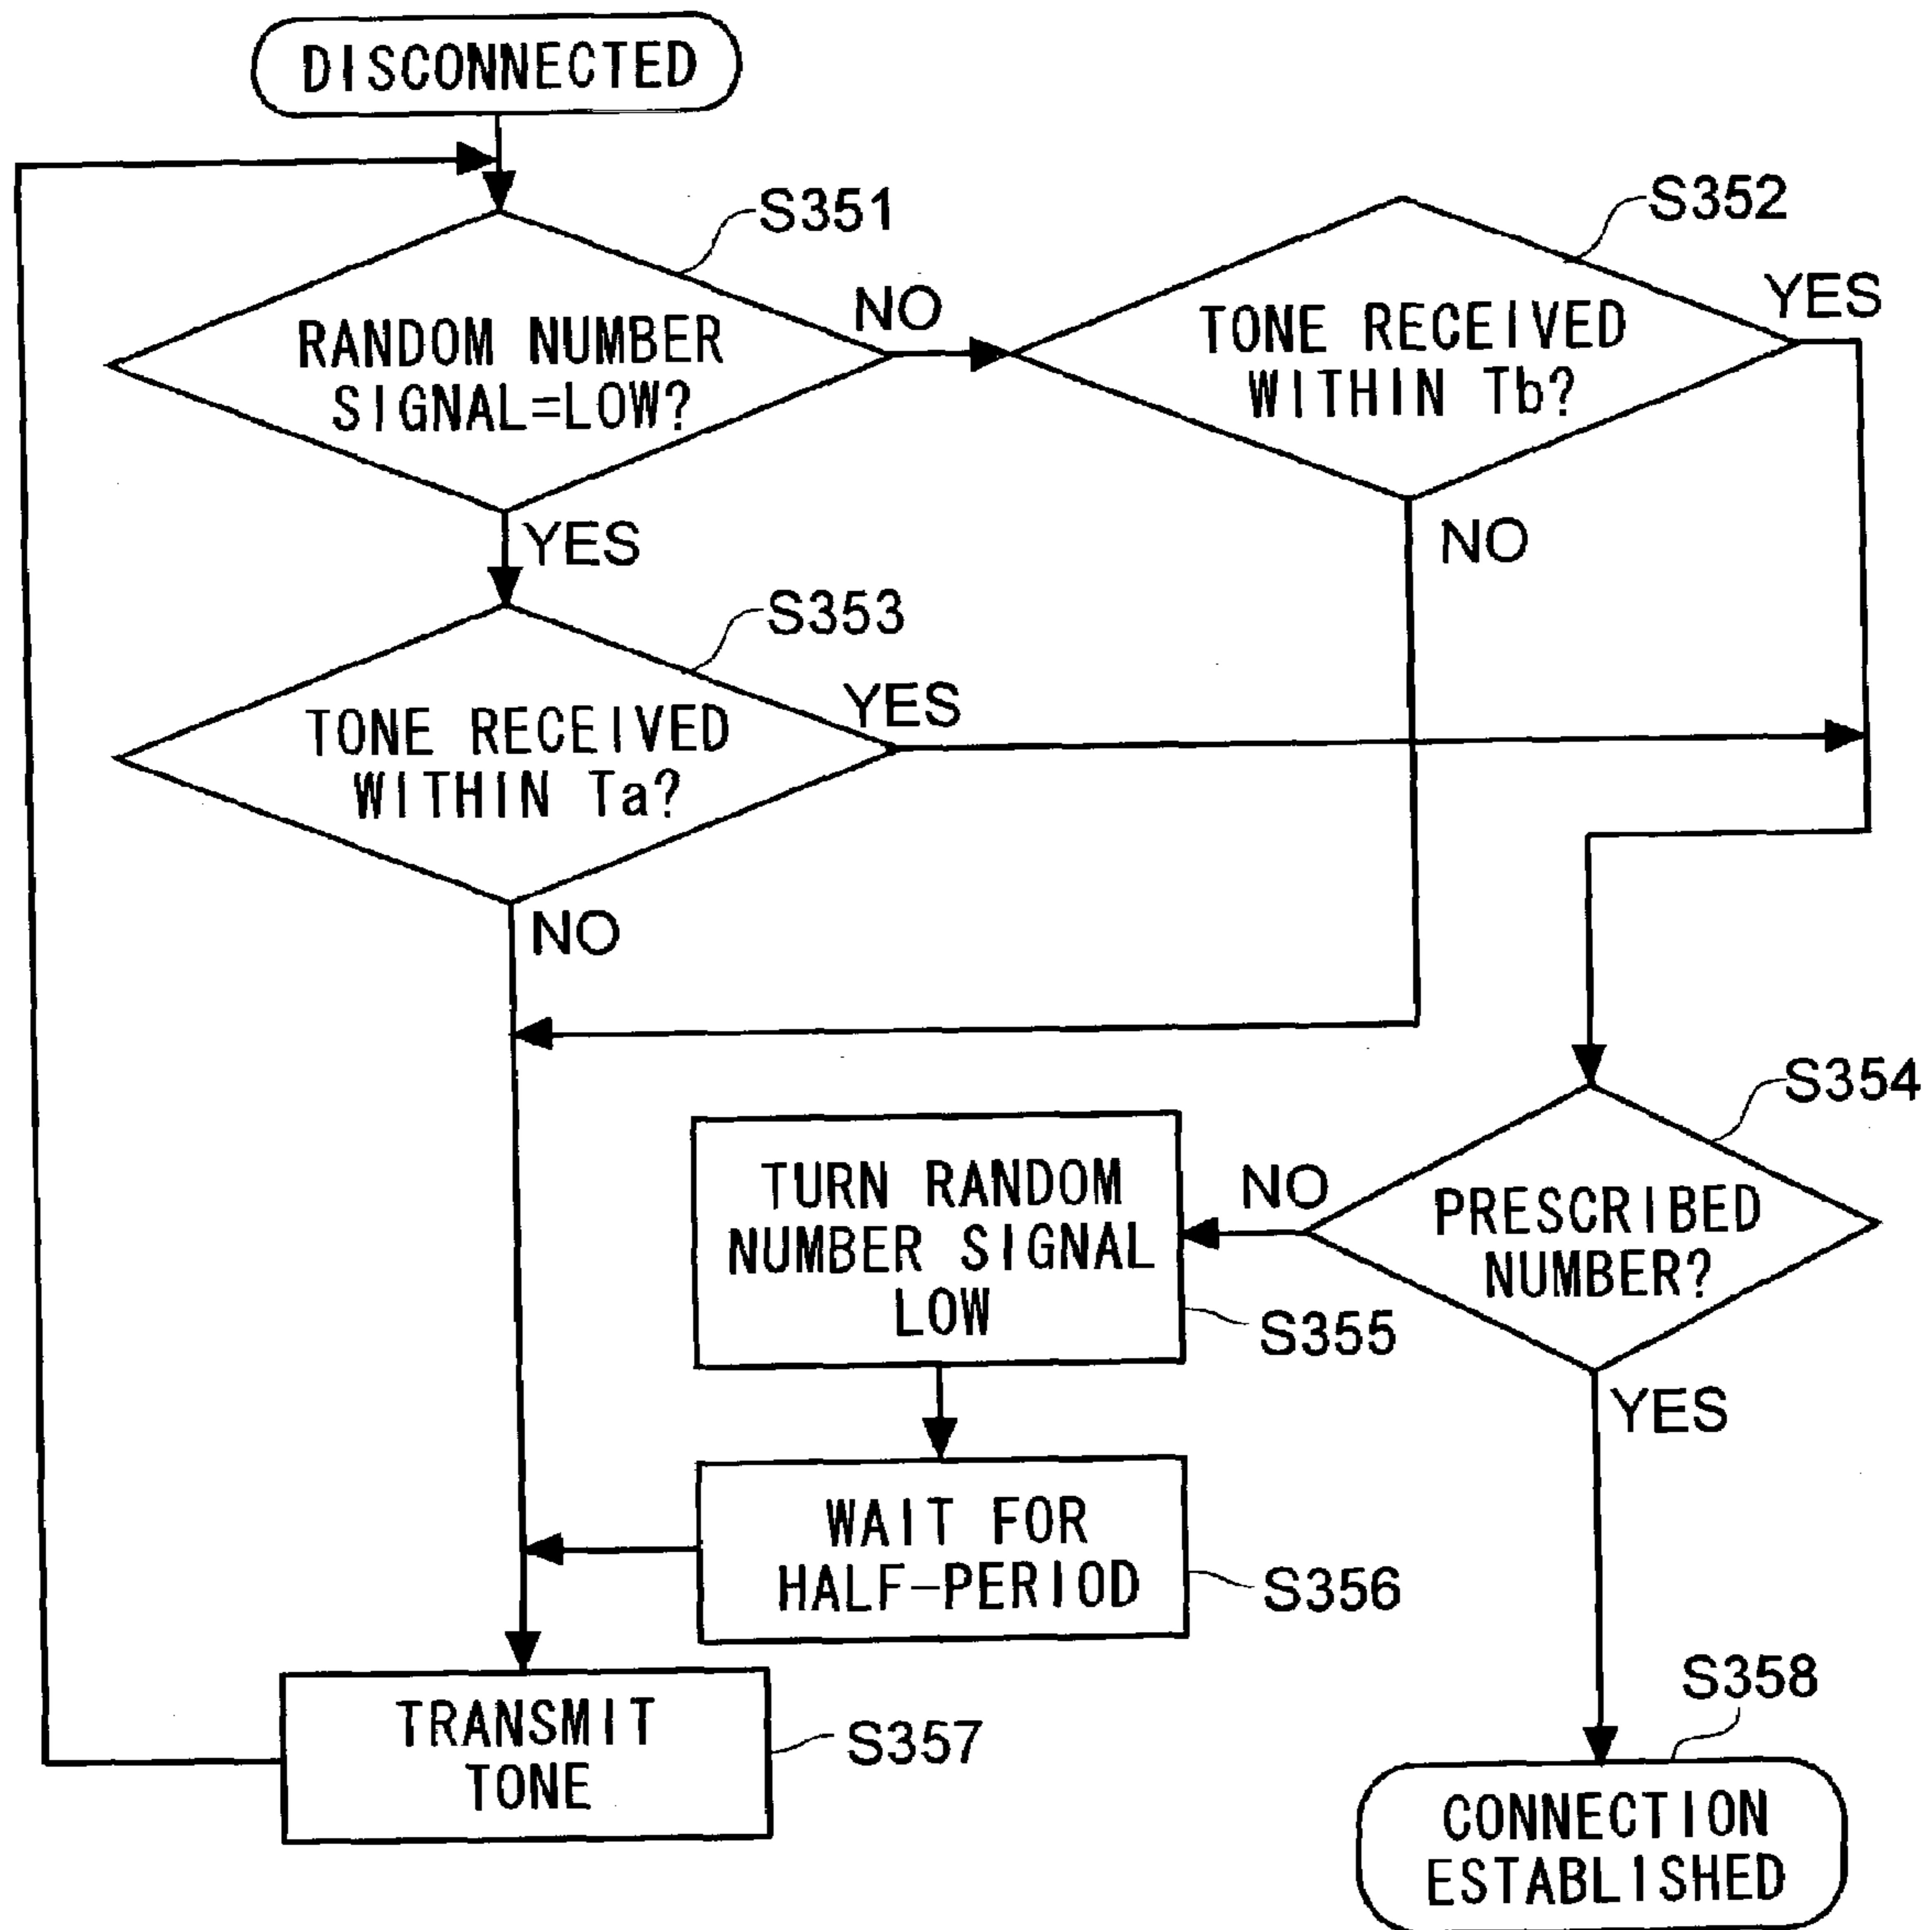 DISCONNECTED
S351
S352
RANDOM NUMBER
SIGNAL=LOW?
NO
TONE RECEIVED
WITHIN Tb?
YES
YES
NO
S353
TONE RECEIVED
WITHIN Ta?
YES
NO
S354
PRESCRIBED
NUMBER?
NO
YES
TURN RANDOM
NUMBER SIGNAL
LOW
S355
WAIT FOR
HALF-PERIOD
S356
TRANSMIT
TONE
S357
S358
CONNECTION
ESTABLISHED